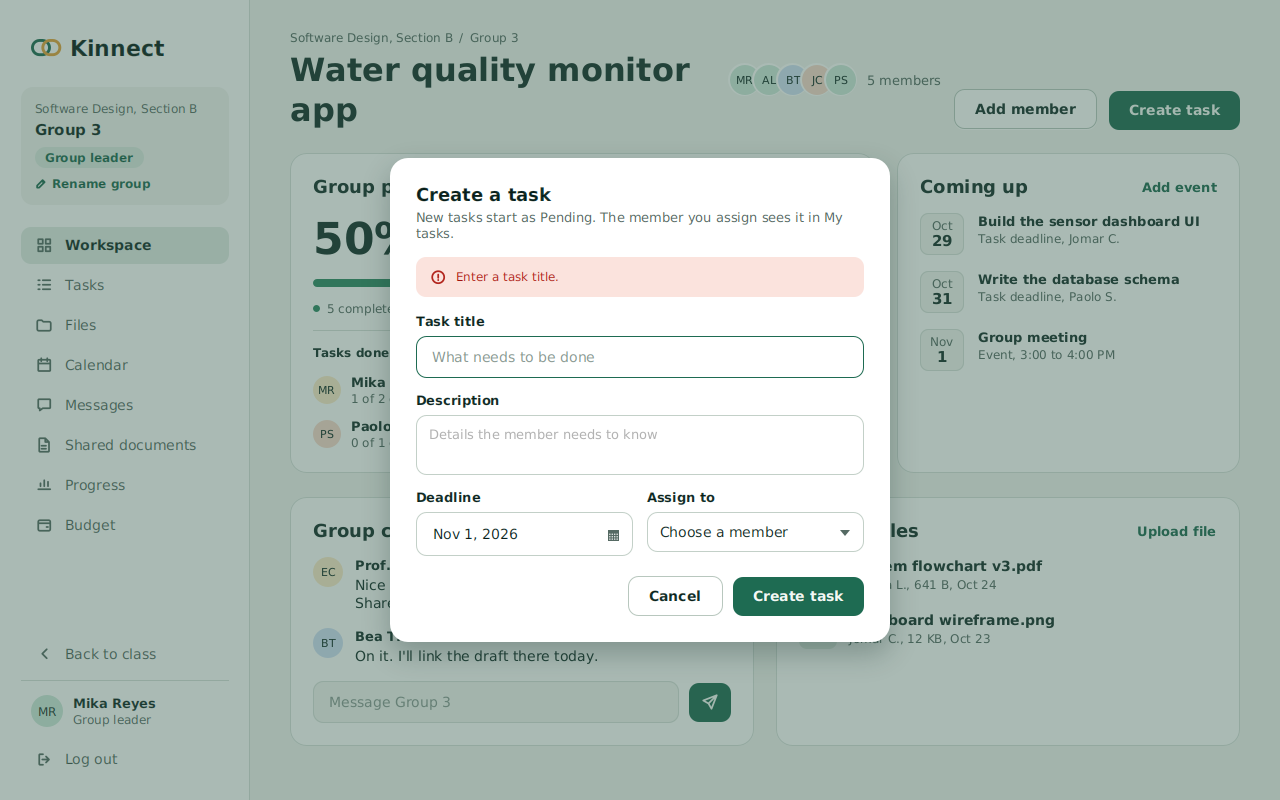 Kinnect
Software Design, Section B
Group 3
Group leader
Rename group
Workspace
Tasks
Files
Calendar
Messages
Shared documents
Progress
Budget
Back to class
MR
Mika Reyes
Group leader
Log out
Software Design, Section B / Group 3
Water quality monitor
app
MR AL BT JC PS 5 members
Add member
Create task
Group p
50%
5 complete
Tasks done
MR
Mika
1 of 2
PS
Paolo
0 of 1
Coming up
Add event
Oct
29
Build the sensor dashboard UI
Task deadline, Jomar C.
Oct
31
Write the database schema
Task deadline, Paolo S.
Nov
1
Group meeting
Event, 3:00 to 4:00 PM
Create a task
New tasks start as Pending. The member you assign sees it in My
tasks.
Enter a task title.
Task title
What needs to be done
Description
Details the member needs to know
Deadline
Assign to
Nov 1, 2026
Choose a member
Cancel
Create task
Group c
EC
Prof.
Nice
Share
BT
Bea T.
On it. I'll link the draft there today.
Message Group 3
les
Upload file
em flowchart v3.pdf
L., 641 B, Oct 24
board wireframe.png
Jomar C., 12 KB, Oct 23